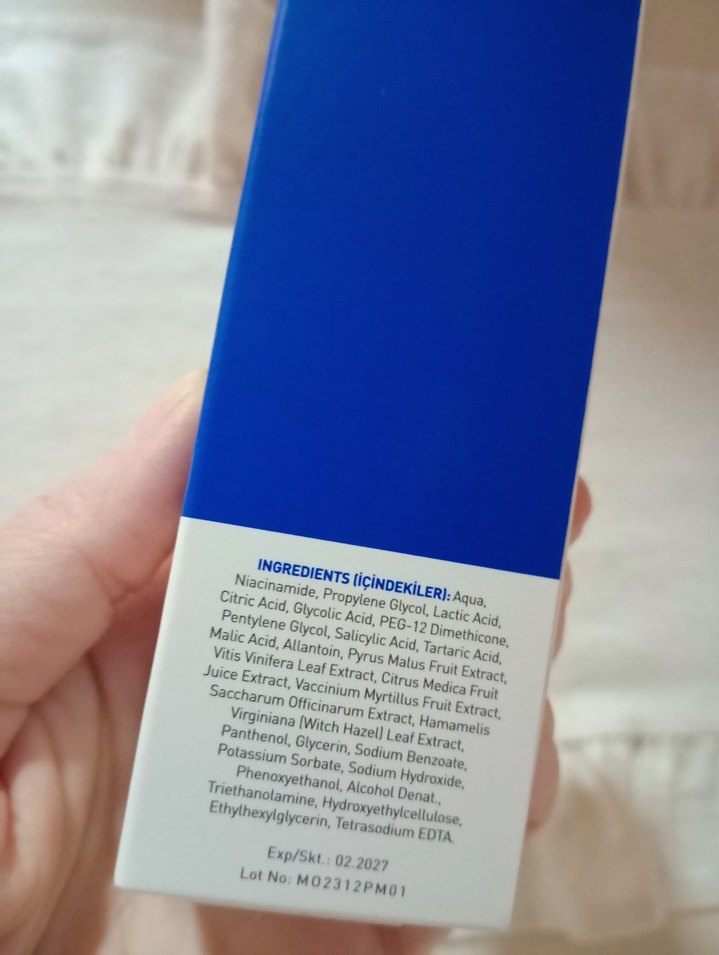 INGREDIENTS (İÇİNDEKİLER): Aqua,
Niacinamide, Propylene Glycol, Lactic Acid,
Citric Acid, Glycolic Acid, PEG-12 Dimethicone,
Pentylene Glycol, Salicylic Acid, Tartaric Acid,
Malic Acid, Allantoin, Pyrus Malus Fruit Extract,
Vitis Vinifera Leaf Extract, Citrus Medica Fruit
Juice Extract, Vaccinium Myrtillus Fruit Extract,
Saccharum Officinarum Extract, Hamamelis
Virginiana (Witch Hazel) Leaf Extract,
Panthenol, Glycerin, Sodium Benzoate,
Potassium Sorbate, Sodium Hydroxide,
Phenoxyethanol, Alcohol Denat.,
Triethanolamine, Hydroxyethylcellulose,
Ethylhexylglycerin, Tetrasodium EDTA.
Exp/Skt.: 02.2027
Lot No: MO2312PM01